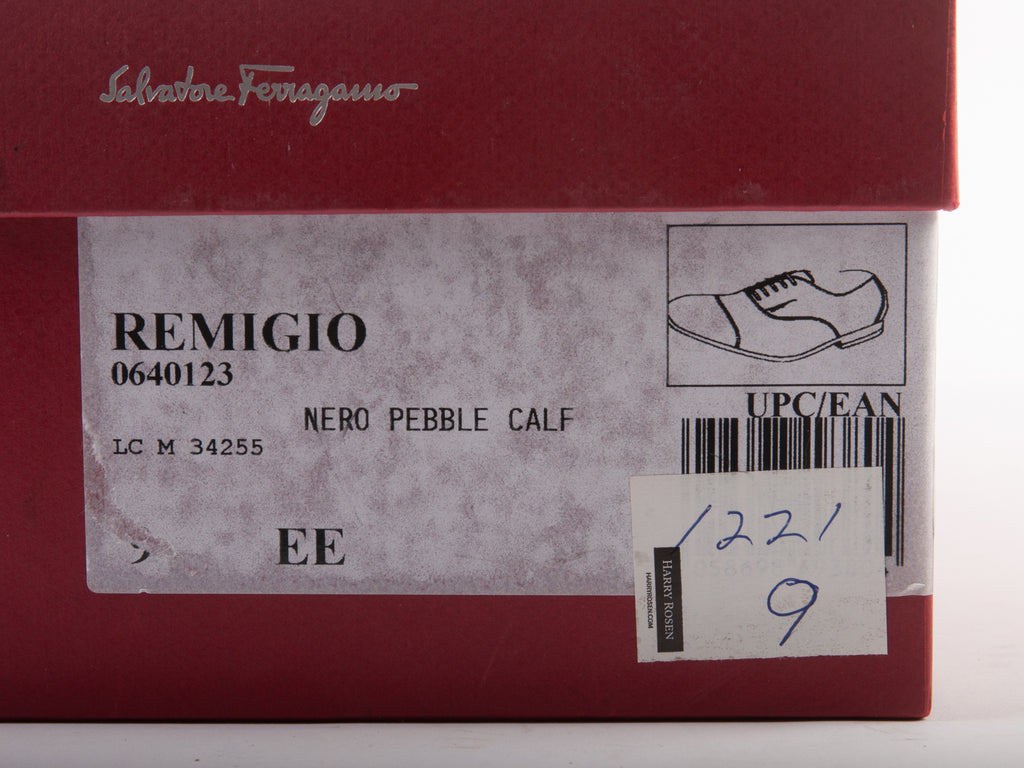 Salvatore Ferragamo
REMIGIO
0640123
NERO PEBBLE CALF
LC M 34255
EE
UPC/EAN
1221
9
HARRY ROSEN
HARRYROSEN.COM